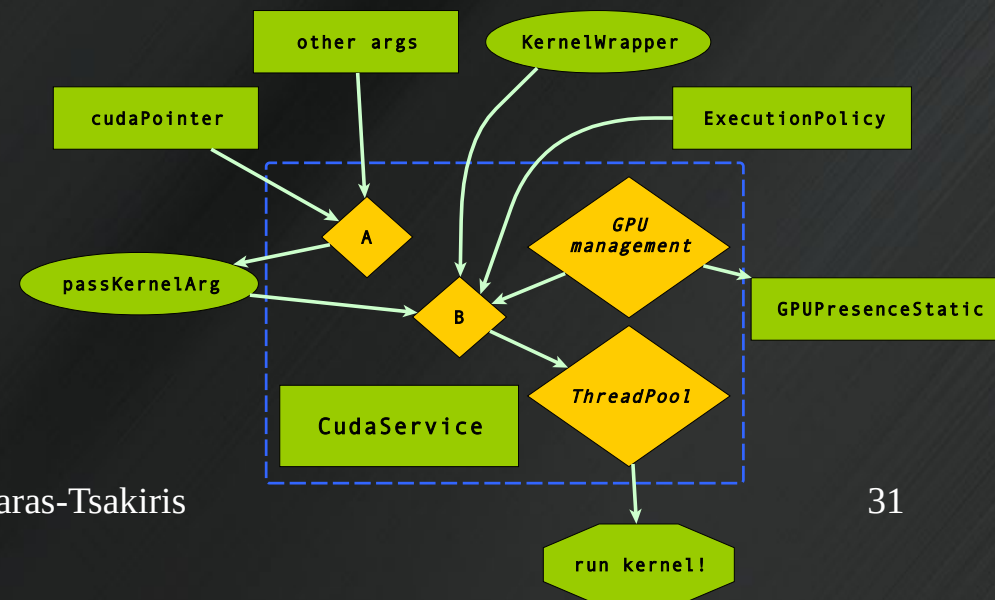 other args
KernelWrapper
cudaPointer
ExecutionPolicy
GPU
management
A
passKernelArg
GPUPresenceStatic
B
ThreadPool
CudaService
aras-Tsakiris
31
run kernel!